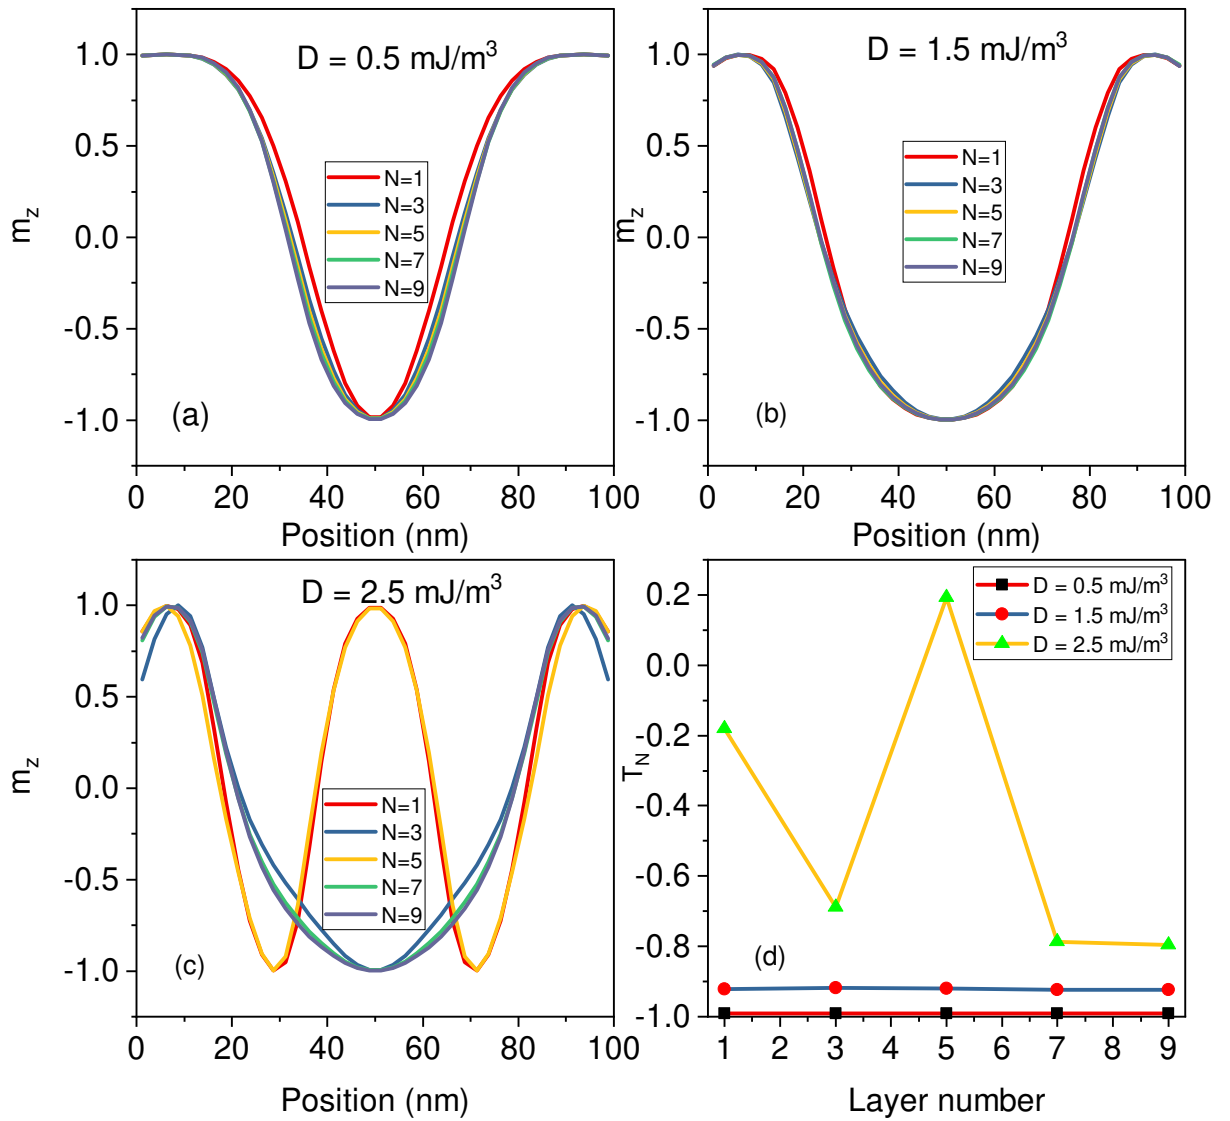 D = 0.5 mJ/m³
1.0
0.5
0.0
-0.5
-1.0
m_z
N=1
N=3
N=5
N=7
N=9
(a)
0 20 40 60 80 100
Position (nm)
D = 1.5 mJ/m³
1.0
0.5
0.0
-0.5
-1.0
m_z
N=1
N=3
N=5
N=7
N=9
(b)
0 20 40 60 80 100
Position (nm)
D = 2.5 mJ/m³
1.0
0.5
0.0
-0.5
-1.0
m_z
N=1
N=3
N=5
N=7
N=9
(c)
0 20 40 60 80 100
Position (nm)
D = 0.5 mJ/m³
D = 1.5 mJ/m³
D = 2.5 mJ/m³
0.2
0.0
-0.2
-0.4
-0.6
-0.8
-1.0
T_N
(d)
1 3 5 7 9
Layer number